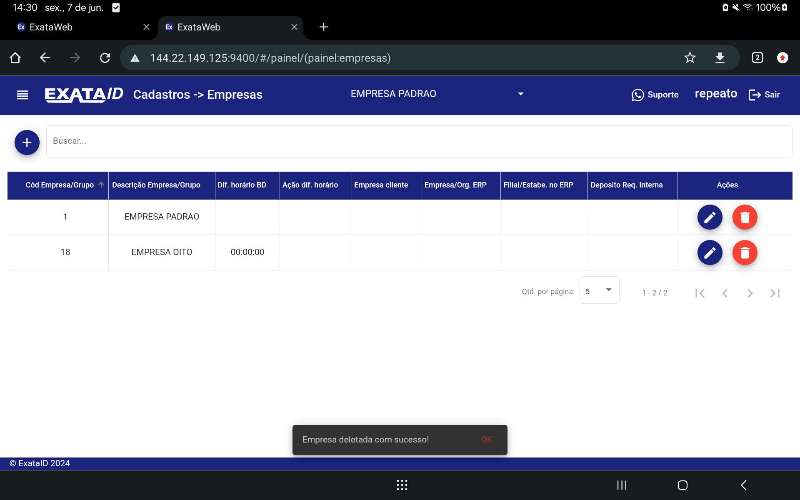 14:30 sex., 7 de jun.
100%
Ex ExataWeb
Ex ExataWeb
144.22.149.125:9400/#/painel/(painel:empresas)
2
EXATAID
Cadastros -> Empresas
EMPRESA PADRAO
Suporte
repeato
Sair
Buscar...
Cód Empresa/Grupo Descrição Empresa/Grupo Dif. horário BD Ação dif. horário Empresa cliente Empresa/Org. ERP Filial/Estabe. no ERP Deposito Req. Interna Ações
1 EMPRESA PADRAO
18 EMPRESA OITO 00:00:00
Qtd. por página: 5 1 - 2 / 2
Empresa deletada com sucesso! OK
© ExataID 2024